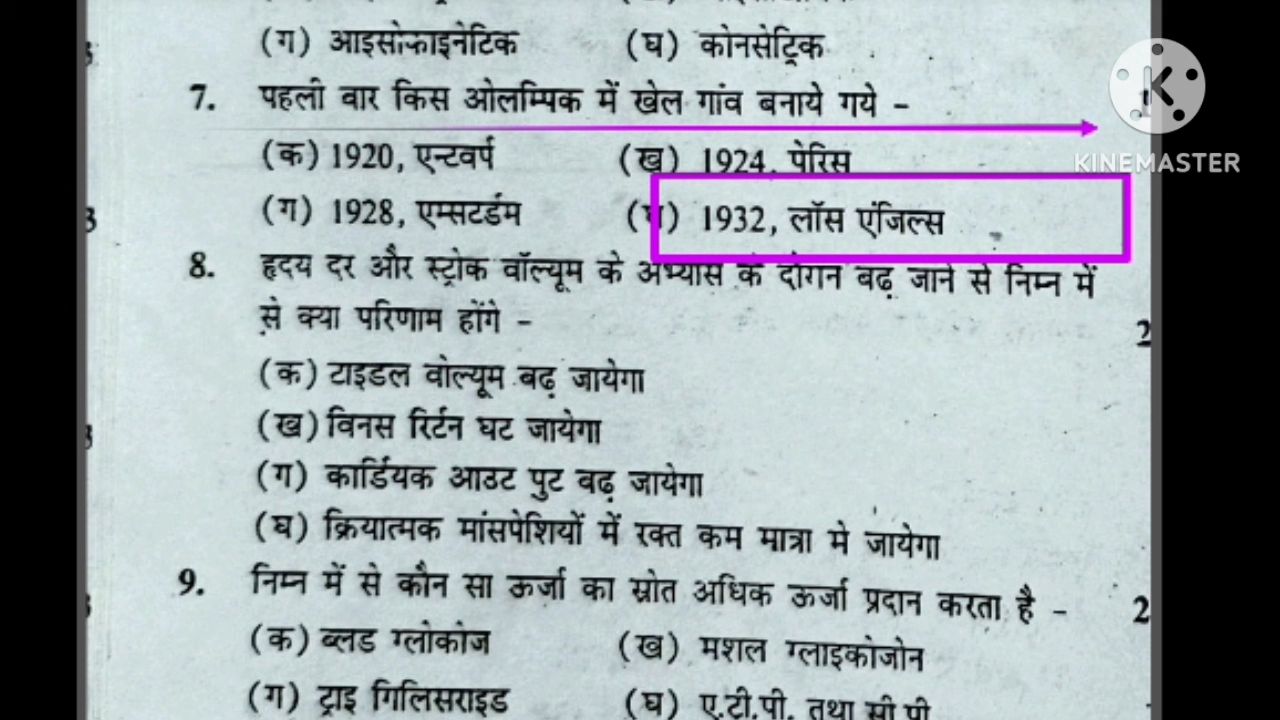 (ग) आइसोकाइनेटिक (घ) कोनसेट्रिक
7. पहली वार किस ओलम्पिक में खेल गांव बनाये गये -
(क) 1920, एन्टवर्प (ख) 1924, पेरिस
KINEMASTER
(ग) 1928, एम्सटर्डम (घ) 1932, लॉस एंजिल्स
8. हृदय दर और स्ट्रोक वॉल्यूम के अभ्यास के दौरान बढ़ जाने से निम्न में
से क्या परिणाम होंगे -
(क) टाइडल वोल्यूम बढ़ जायेगा
(ख) विनस रिर्टन घट जायेगा
(ग) कार्डियक आउट पुट बढ़ जायेगा
(घ) क्रियात्मक मांसपेशियों में रक्त कम मात्रा मे जायेगा
9. निम्न में से कौन सा ऊर्जा का स्रोत अधिक ऊर्जा प्रदान करता है -
(क) ब्लड ग्लोकोज (ख) मशल ग्लाइकोजोन
(ग) ट्राइ गिलिसराइड (घ) ए.टी.पी. तथा सी.पी.